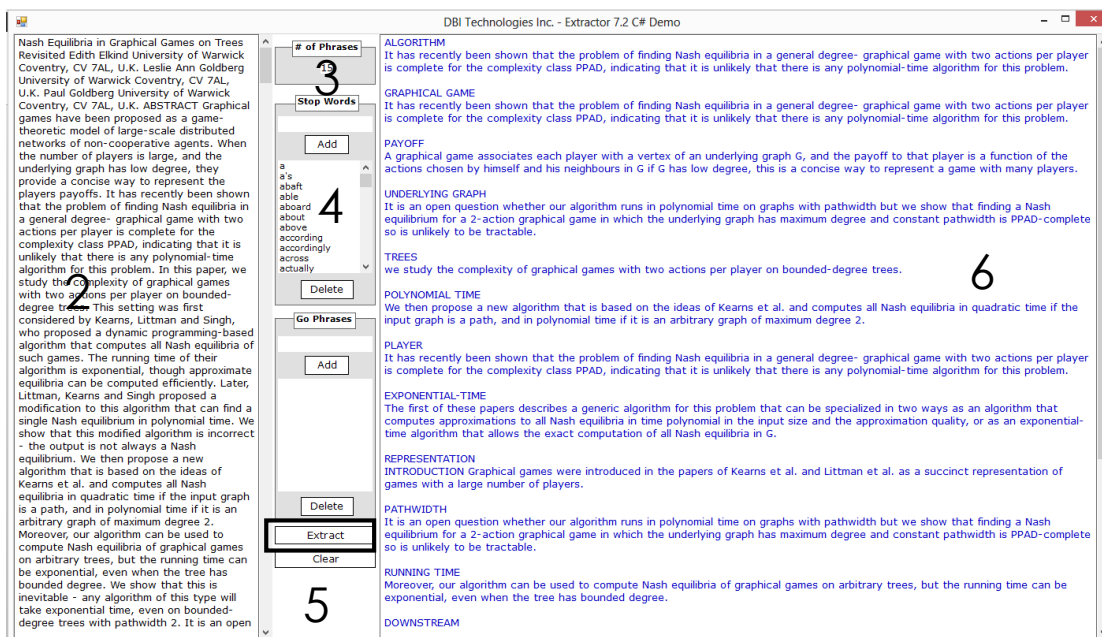 DBI Technologies Inc. - Extractor 7.2 C# Demo
Nash Equilibria in Graphical Games on Trees
Revisited Edith Elkind University of Warwick
Coventry, CV 7AL, U.K. Leslie Ann Goldberg
University of Warwick Coventry, CV 7AL,
U.K. Paul Goldberg University of Warwick
Coventry, CV 7AL, U.K. ABSTRACT Graphical
games have been proposed as a game-
theoretic model of large-scale distributed
networks of non-cooperative agents. When
the number of players is large, and the
underlying graph has low degree, they
provide a concise way to represent the
players payoffs. It has recently been shown
that the problem of finding Nash equilibria in
a general degree- graphical game with two
actions per player is complete for the
complexity class PPAD, indicating that it is
unlikely that there is any polynomial-time
algorithm for this problem. In this paper, we
study the complexity of graphical games
with two actions per player on bounded-
degree trees. This setting was first
considered by Kearns, Littman and Singh,
who proposed a dynamic programming-based
algorithm that computes all Nash equilibria of
such games. The running time of their
algorithm is exponential, though approximate
equilibria can be computed efficiently. Later,
Littman, Kearns and Singh proposed a
modification to this algorithm that can find a
single Nash equilibrium in polynomial time. We
show that this modified algorithm is incorrect
- the output is not always a Nash
equilibrium. We then propose a new
algorithm that is based on the ideas of
Kearns et al. and computes all Nash
equilibria in quadratic time if the input graph
is a path, and in polynomial time if it is an
arbitrary graph of maximum degree 2.
Moreover, our algorithm can be used to
compute Nash equilibria of graphical games
on arbitrary trees, but the running time can
be exponential, even when the tree has
bounded degree. We show that this is
inevitable - any algorithm of this type will
take exponential time, even on bounded-
degree trees with pathwidth 2. It is an open
2
# of Phrases
15
3
Stop Words
Add
a
a's
abaft
able
aboard
about
above
according
accordingly
across
actually
4
Delete
Go Phrases
Add
Delete
Extract
Clear
5
ALGORITHM
It has recently been shown that the problem of finding Nash equilibria in a general degree- graphical game with two actions per player
is complete for the complexity class PPAD, indicating that it is unlikely that there is any polynomial-time algorithm for this problem.
GRAPHICAL GAME
It has recently been shown that the problem of finding Nash equilibria in a general degree- graphical game with two actions per player
is complete for the complexity class PPAD, indicating that it is unlikely that there is any polynomial-time algorithm for this problem.
PAYOFF
A graphical game associates each player with a vertex of an underlying graph G, and the payoff to that player is a function of the
actions chosen by himself and his neighbours in G if G has low degree, this is a concise way to represent a game with many players.
UNDERLYING GRAPH
It is an open question whether our algorithm runs in polynomial time on graphs with pathwidth but we show that finding a Nash
equilibrium for a 2-action graphical game in which the underlying graph has maximum degree and constant pathwidth is PPAD-complete
so is unlikely to be tractable.
TREES
we study the complexity of graphical games with two actions per player on bounded-degree trees.
6
POLYNOMIAL TIME
We then propose a new algorithm that is based on the ideas of Kearns et al. and computes all Nash equilibria in quadratic time if the
input graph is a path, and in polynomial time if it is an arbitrary graph of maximum degree 2.
PLAYER
It has recently been shown that the problem of finding Nash equilibria in a general degree- graphical game with two actions per player
is complete for the complexity class PPAD, indicating that it is unlikely that there is any polynomial-time algorithm for this problem.
EXPONENTIAL-TIME
The first of these papers describes a generic algorithm for this problem that can be specialized in two ways as an algorithm that
computes approximations to all Nash equilibria in time polynomial in the input size and the approximation quality, or as an exponential-
time algorithm that allows the exact computation of all Nash equilibria in G.
REPRESENTATION
INTRODUCTION Graphical games were introduced in the papers of Kearns et al. and Littman et al. as a succinct representation of
games with a large number of players.
PATHWIDTH
It is an open question whether our algorithm runs in polynomial time on graphs with pathwidth but we show that finding a Nash
equilibrium for a 2-action graphical game in which the underlying graph has maximum degree and constant pathwidth is PPAD-complete
so is unlikely to be tractable.
RUNNING TIME
Moreover, our algorithm can be used to compute Nash equilibria of graphical games on arbitrary trees, but the running time can be
exponential, even when the tree has bounded degree.
DOWNSTREAM